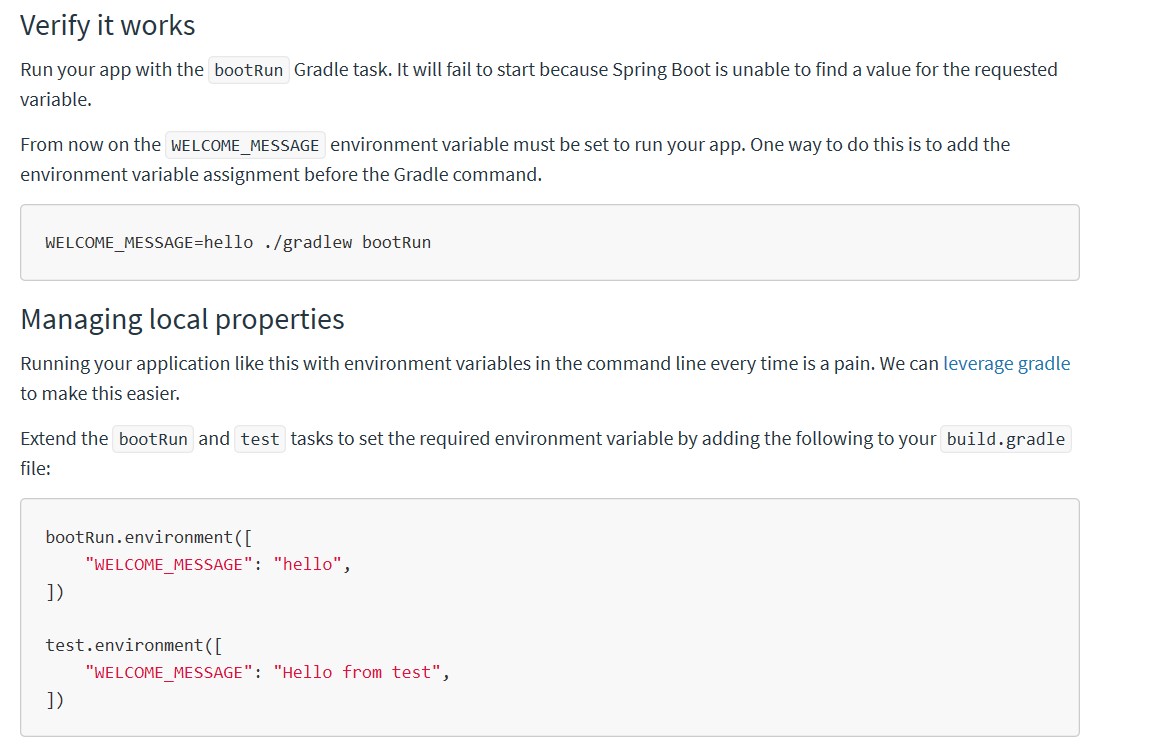 Verify it works
Run your app with the bootRun Gradle task. It will fail to start because Spring Boot is unable to find a value for the requested
variable.
From now on the WELCOME_MESSAGE environment variable must be set to run your app. One way to do this is to add the
environment variable assignment before the Gradle command.
WELCOME_MESSAGE=hello ./gradlew bootRun
Managing local properties
Running your application like this with environment variables in the command line every time is a pain. We can leverage gradle
to make this easier.
Extend the bootRun and test tasks to set the required environment variable by adding the following to your build.gradle
file:
bootRun.environment([
    "WELCOME_MESSAGE": "hello",
])
test.environment([
    "WELCOME_MESSAGE": "Hello from test",
])